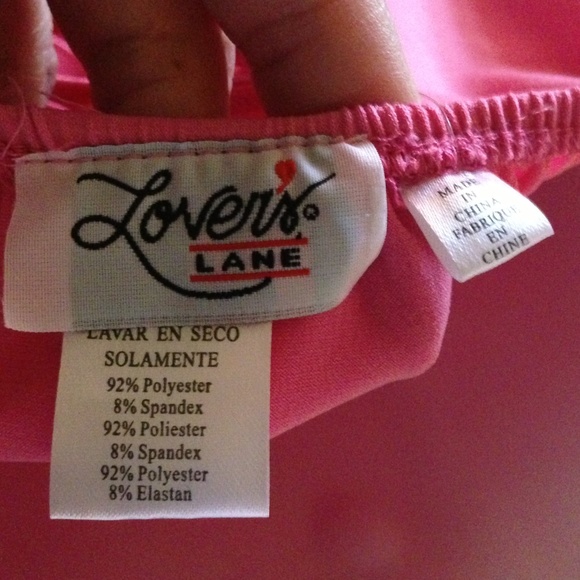 Lover's®
LANE
MADE
IN
CHINA
FABRIQUE
EN
CHINE
LAVAR EN SECO
SOLAMENTE
92% Polyester
8% Spandex
92% Poliester
8% Spandex
92% Polyester
8% Elastan